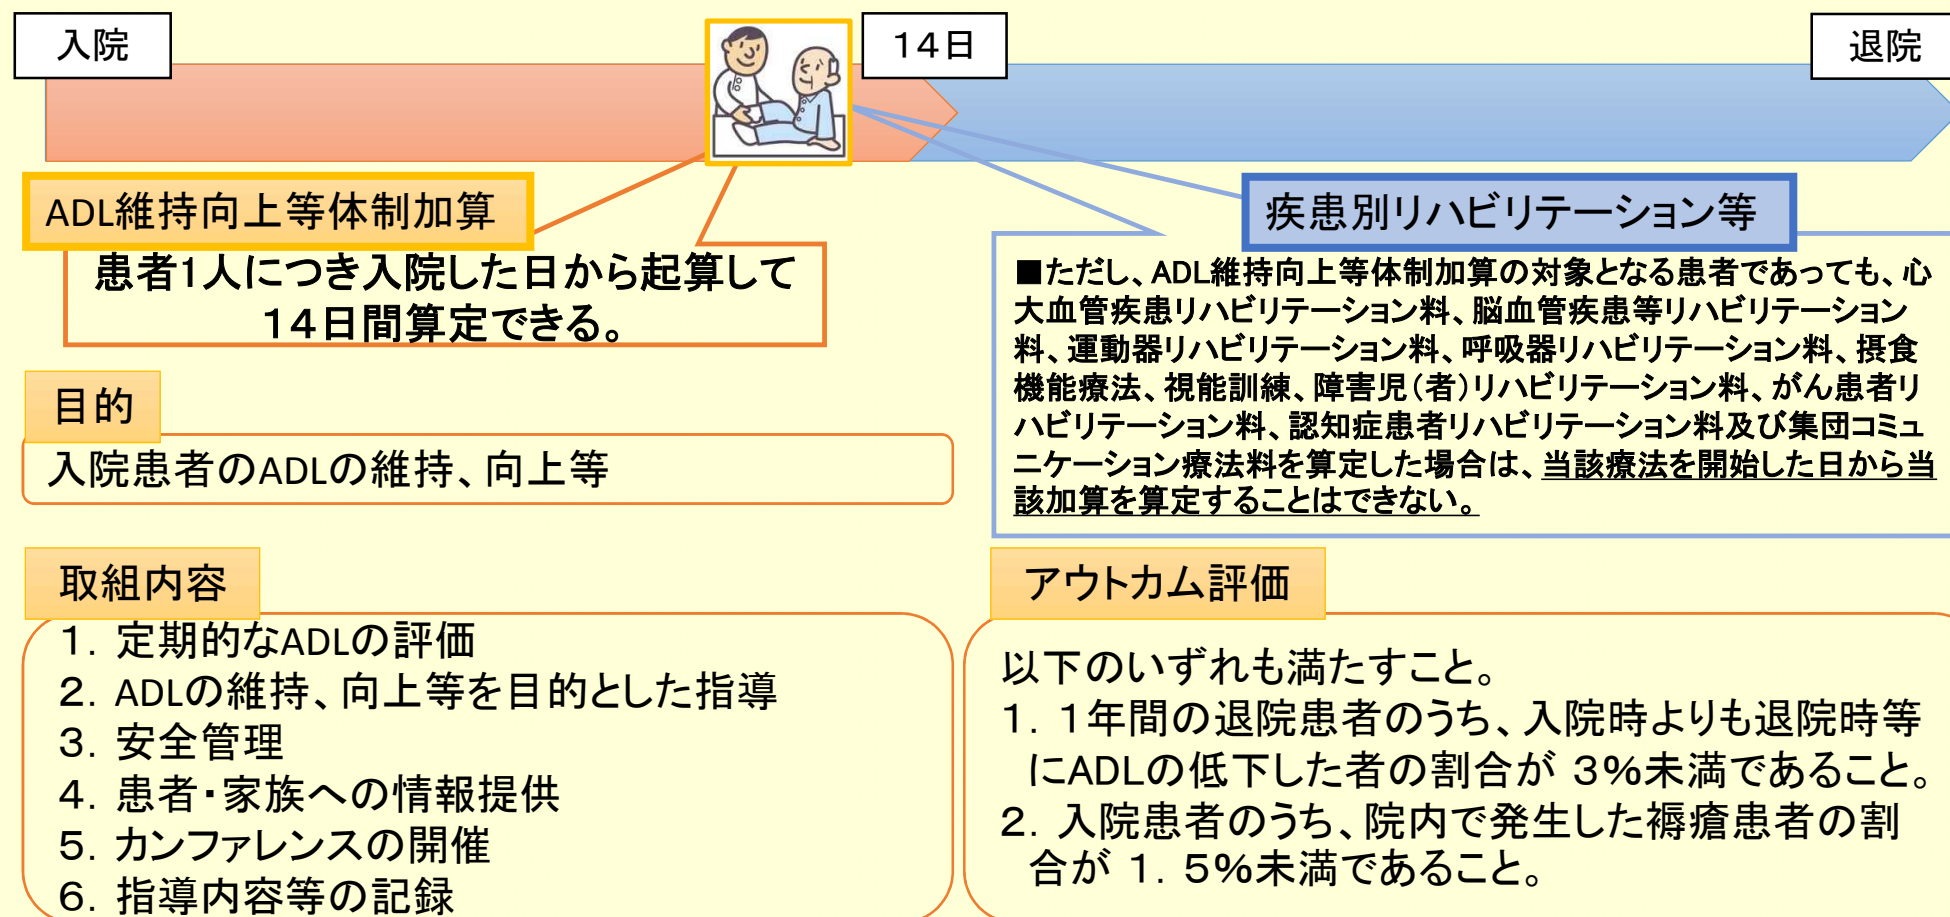 入院
14日
退院
ADL維持向上等体制加算
患者1人につき入院した日から起算して
14日間算定できる。
疾患別リハビリテーション等
■ただし、ADL維持向上等体制加算の対象となる患者であっても、心
大血管疾患リハビリテーション料、脳血管疾患等リハビリテーション
料、運動器リハビリテーション料、呼吸器リハビリテーション料、摂食
機能療法、視能訓練、障害児(者)リハビリテーション料、がん患者リ
ハビリテーション料、認知症患者リハビリテーション料及び集団コミュ
ニケーション療法料を算定した場合は、当該療法を開始した日から当
該加算を算定することはできない。
目的
入院患者のADLの維持、向上等
取組内容
1. 定期的なADLの評価
2. ADLの維持、向上等を目的とした指導
3. 安全管理
4. 患者・家族への情報提供
5. カンファレンスの開催
6. 指導内容等の記録
アウトカム評価
以下のいずれも満たすこと。
1. 1年間の退院患者のうち、入院時よりも退院時等
にADLの低下した者の割合が 3%未満であること。
2. 入院患者のうち、院内で発生した褥瘡患者の割
合が 1. 5%未満であること。